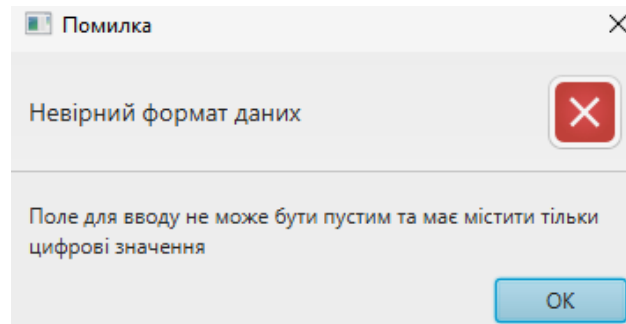 Помилка
Невірний формат даних
Поле для вводу не може бути пустим та має містити тільки
цифрові значення
OK